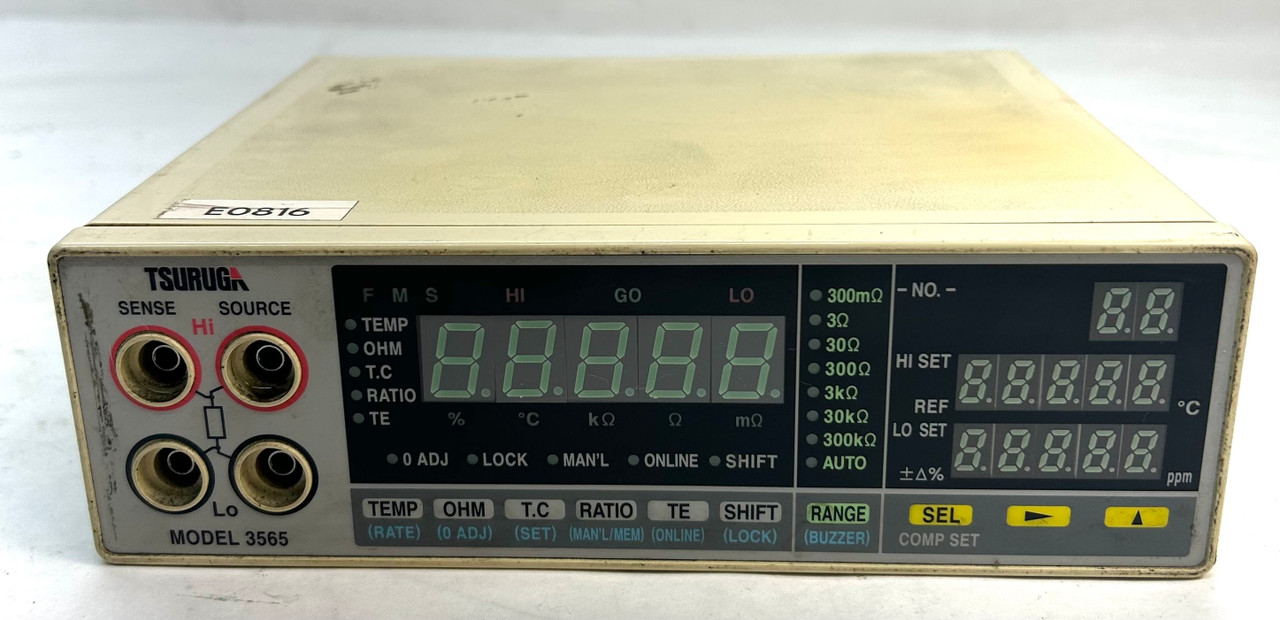 E0816
TSURUGA
SENSE SOURCE
Hi
Lo
MODEL 3565
F M S HI GO LO
TEMP
OHM
T.C
RATIO
TE
% °C kΩ Ω mΩ
0 ADJ LOCK MAN'L ONLINE SHIFT
300mΩ
3Ω
30Ω
300Ω
3kΩ
30kΩ
300kΩ
AUTO
- NO. -
HI SET
REF
°C
LO SET
±Δ%
ppm
TEMP OHM T.C RATIO TE SHIFT
(RATE) (0 ADJ) (SET) (MAN'L/MEM) (ONLINE) (LOCK)
RANGE
(BUZZER)
SEL ► ▲
COMP SET